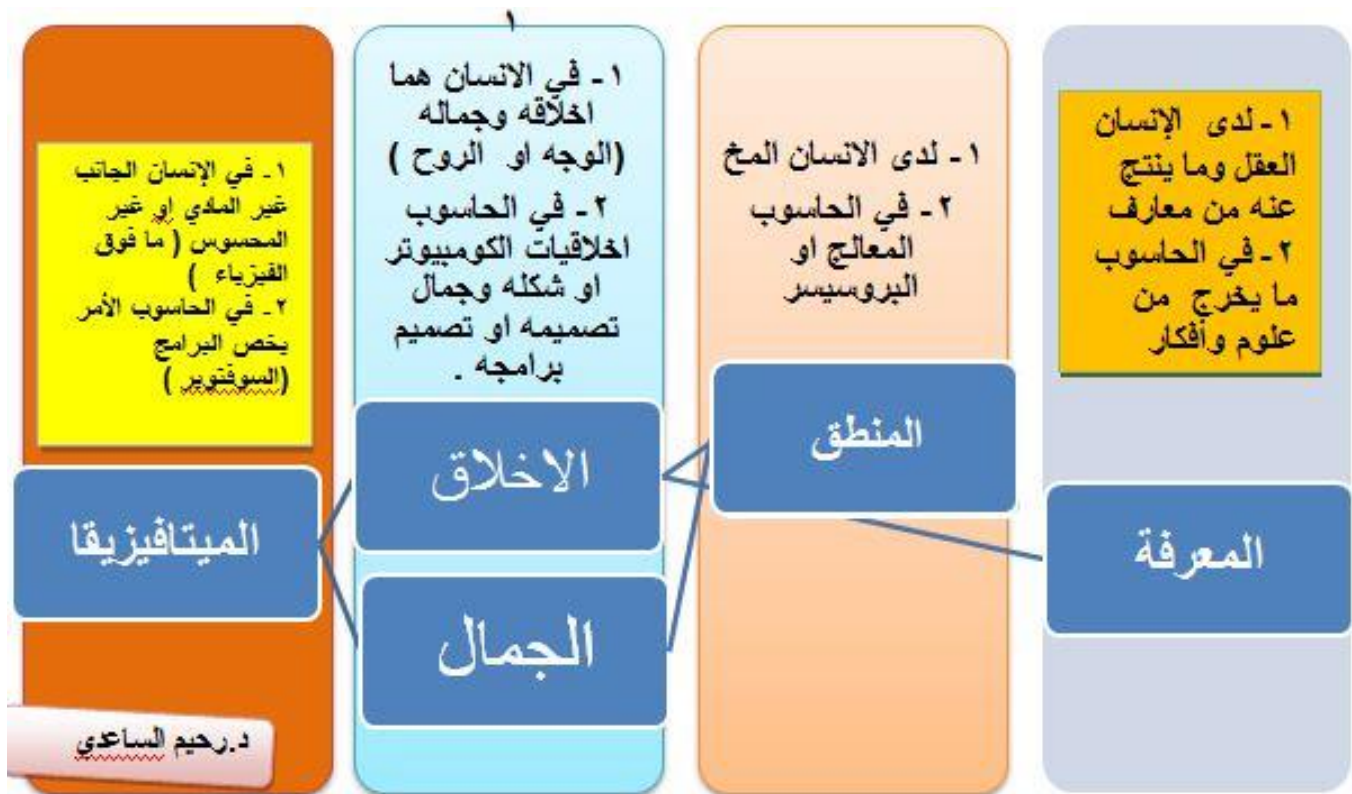 ١ - لدى الإنسان
العقل وما ينتج
عنه من معارف
٢ - في الحاسوب
ما يخرج من
علوم وأفكار
المعرفة
١ - لدى الانسان المخ
٢ - في الحاسوب
المعالج او
البروسيسر
المنطق
١
١ - في الانسان هما
اخلاقه وجماله
(الوجه او الروح )
٢ - في الحاسوب
اخلاقيات الكومبيوتر
او شكله وجمال
تصميمه او تصميم
برامجه .
الاخلاق
الجمال
١ - في الإنسان الجانب
غير المادي او غير
المحسوس ( ما فوق
الفيزياء )
٢ - في الحاسوب الأمر
يخص البرامج
(السوفتوير )
الميتافيزيقا
د.رحيم الساعدي